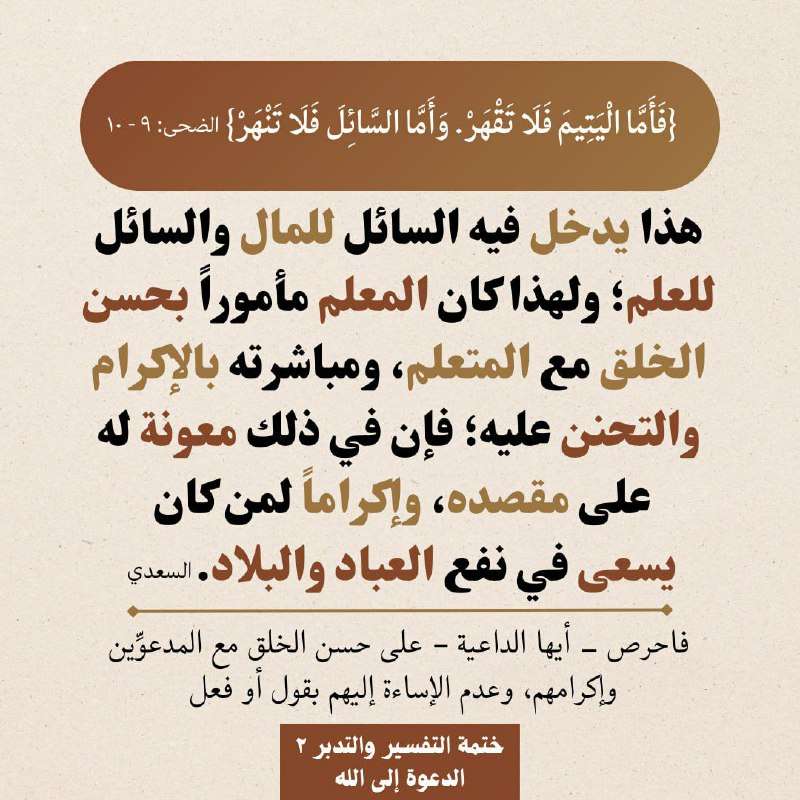 {فَأَمَّا الْيَتِيمَ فَلَا تَقْهَرْ. وَأَمَّا السَّائِلَ فَلَا تَنْهَرْ} الضحى: ٩ - ١٠
هذا يدخل فيه السائل للمال والسائل
للعلم؛ ولهذا كان المعلم مأموراً بحسن
الخلق مع المتعلم، ومباشرته بالإكرام
والتحنن عليه؛ فإن في ذلك معونة له
على مقصده، وإكراماً لمن كان
يسعى في نفع العباد والبلاد. السعدي
فاحرص – أيها الداعية – على حسن الخلق مع المدعوِّين
وإكرامهم، وعدم الإساءة إليهم بقول أو فعل
ختمة التفسير والتدبر ٢
الدعوة إلى الله